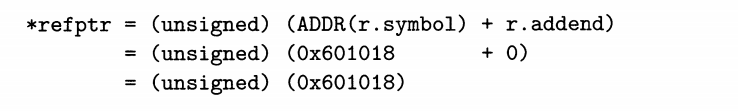 *refptr = (unsigned) (ADDR(r.symbol) + r.addend)
= (unsigned) (0x601018 + 0)
= (unsigned) (0x601018)